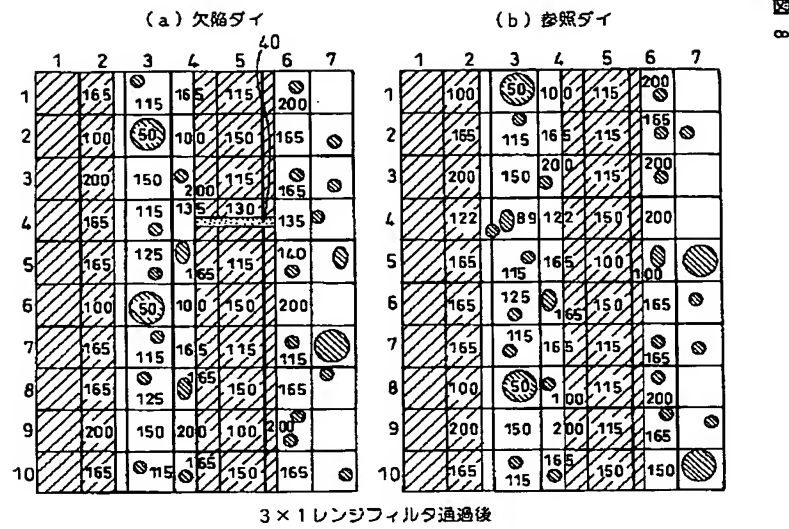 図 8
(a) 欠陥ダイ (b) 参照ダイ
40
1 2 3 4 5 6 7 1 2 3 4 5 6 7
1 165 115 165 115 200 1 100 50 100 115 200
2 100 50 100 150 165 2 165 115 165 115 165
3 200 150 200 115 165 3 200 150 200 115 200
4 165 115 135 130 135 4 122 89 122 150 200
5 165 125 165 115 140 5 165 115 165 100 100
6 100 50 100 150 200 6 165 125 165 150 165
7 165 115 165 115 115 7 165 115 165 115 165
8 165 125 165 150 165 8 100 50 100 115 200
9 200 150 200 100 200 9 200 150 200 115 165
10 165 115 165 150 165 10 165 115 165 150 150
3×1レンジフィルタ通過後